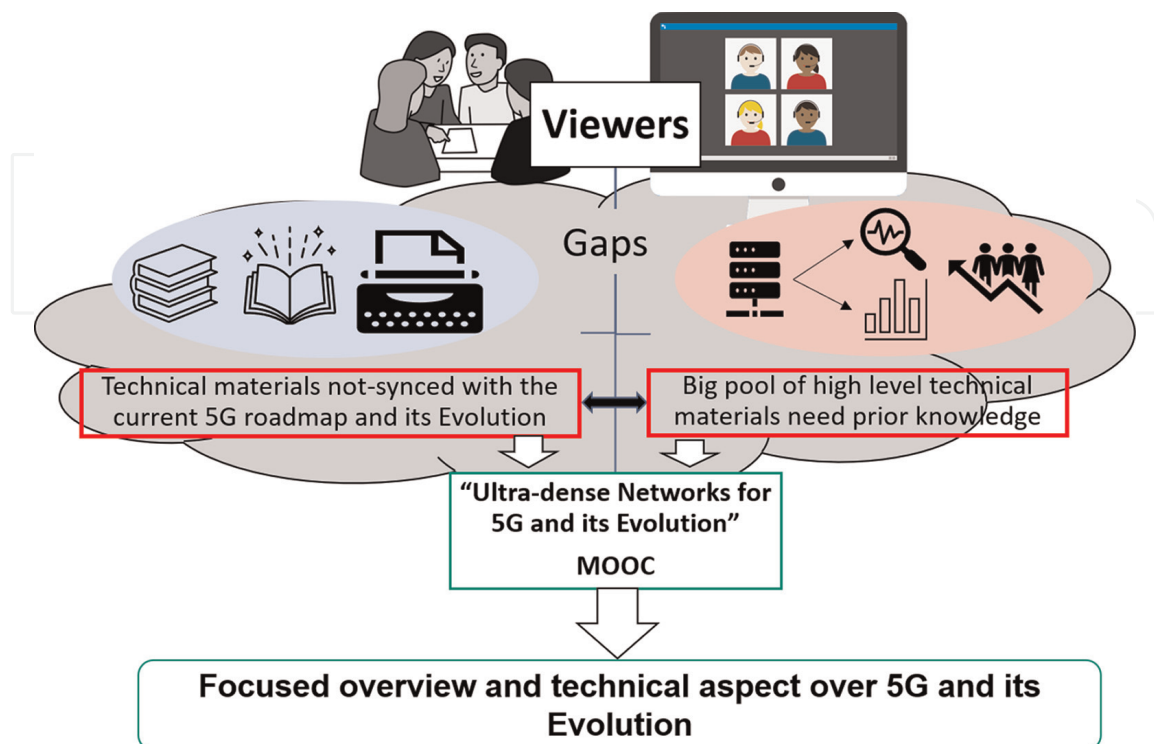 Viewers
Gaps
Technical materials not-synced with the
current 5G roadmap and its Evolution
Big pool of high level technical
materials need prior knowledge
“Ultra-dense Networks for
5G and its Evolution”
MOOC
Focused overview and technical aspect over 5G and its
Evolution